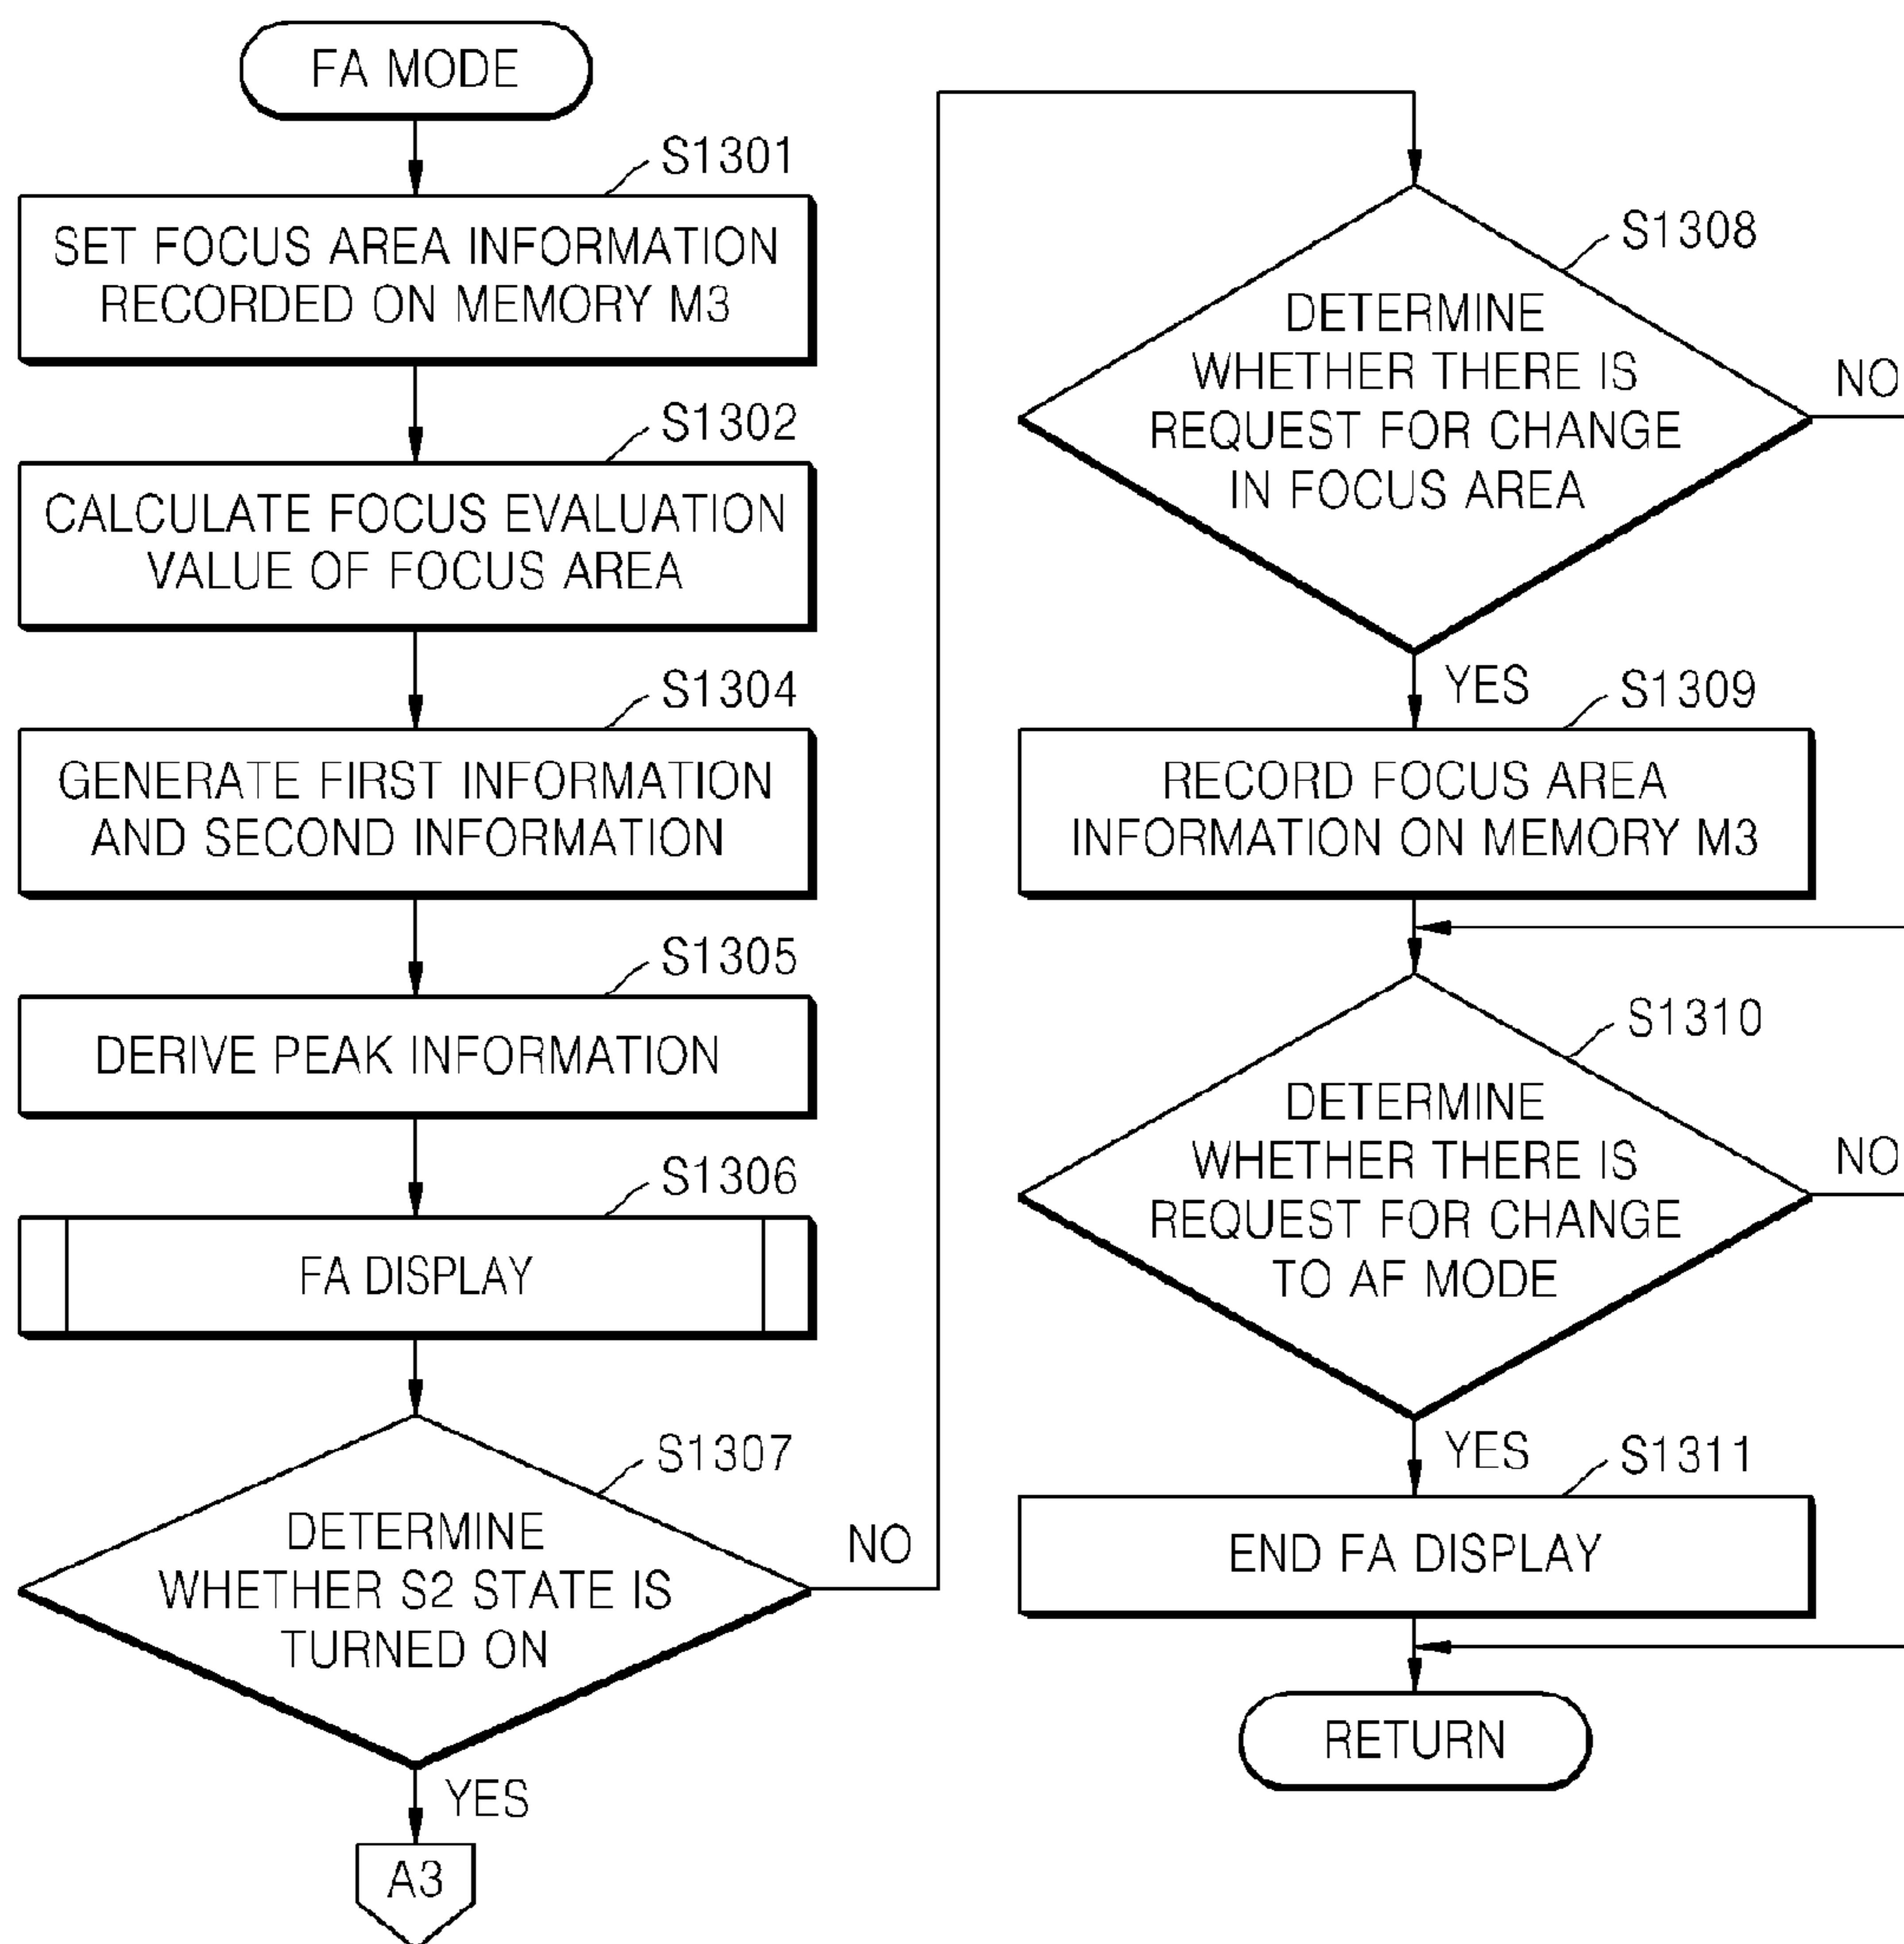 FA MODE
S1301
SET FOCUS AREA INFORMATION
RECORDED ON MEMORY M3
S1302
CALCULATE FOCUS EVALUATION
VALUE OF FOCUS AREA
S1304
GENERATE FIRST INFORMATION
AND SECOND INFORMATION
S1305
DERIVE PEAK INFORMATION
S1306
FA DISPLAY
S1307
DETERMINE
WHETHER S2 STATE IS
TURNED ON
NO
YES
A3
S1308
DETERMINE
WHETHER THERE IS
REQUEST FOR CHANGE
IN FOCUS AREA
NO
YES
S1309
RECORD FOCUS AREA
INFORMATION ON MEMORY M3
S1310
DETERMINE
WHETHER THERE IS
REQUEST FOR CHANGE
TO AF MODE
NO
YES
S1311
END FA DISPLAY
RETURN